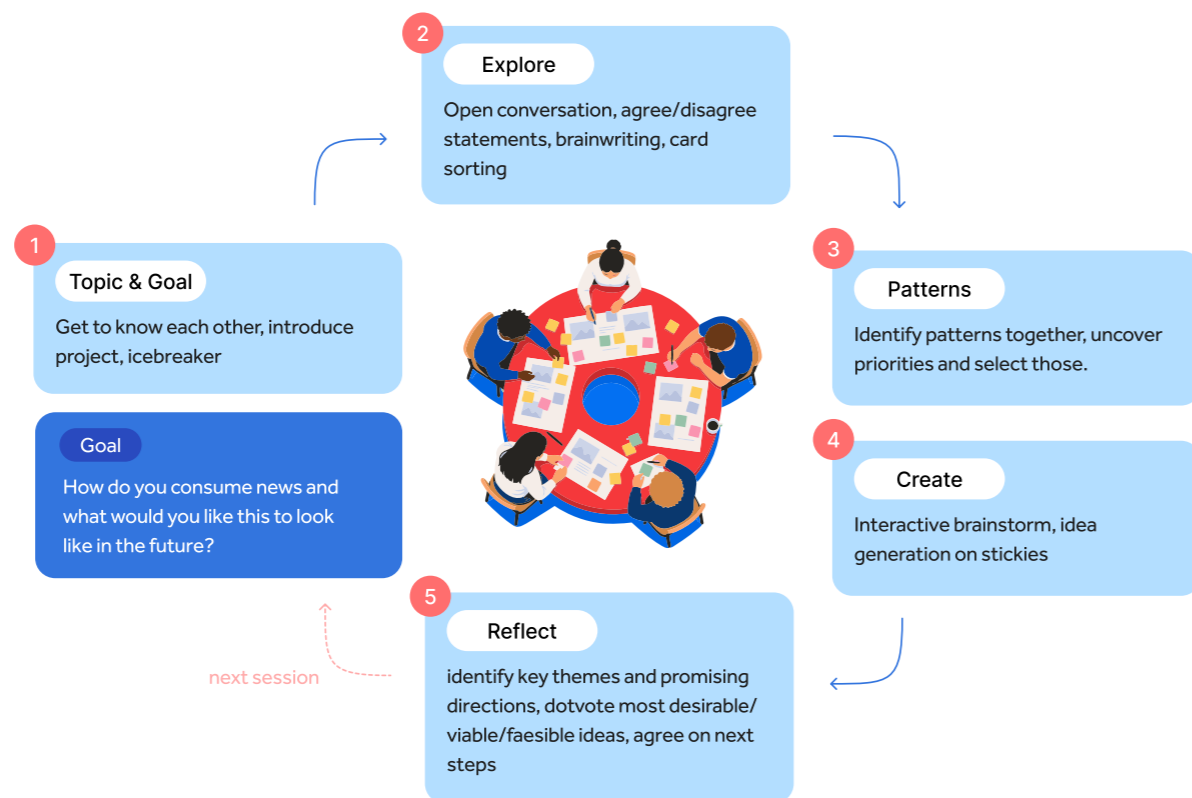 1
Topic & Goal
Get to know each other, introduce
project, icebreaker
Goal
How do you consume news and
what would you like this to look
like in the future?
2
Explore
Open conversation, agree/disagree
statements, brainwriting, card
sorting
3
Patterns
Identify patterns together, uncover
priorities and select those.
4
Create
Interactive brainstorm, idea
generation on stickies
5
Reflect
identify key themes and promising
directions, dotvote most desirable/
viable/faesible ideas, agree on next
steps
next session